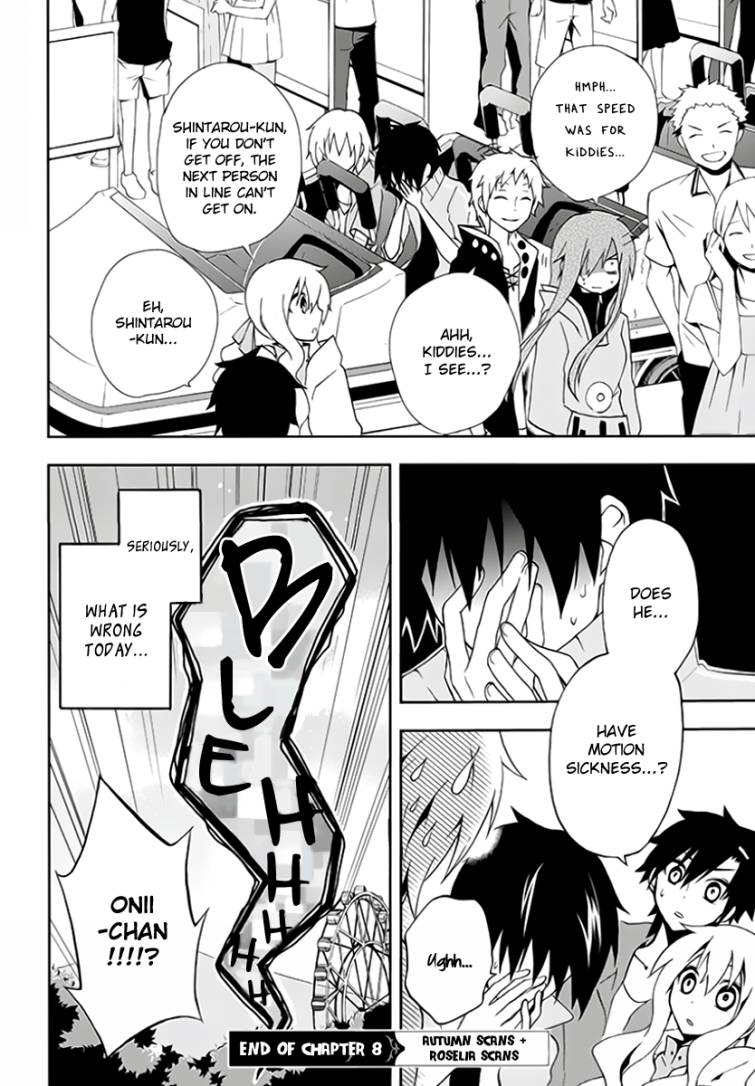 HMPH...
THAT SPEED
WAS FOR
KIDDIES...
SHINTAROU-KUN,
IF YOU DON'T
GET OFF, THE
NEXT PERSON
IN LINE CAN'T
GET ON.
AHH,
KIDDIES...
I SEE...?
EH,
SHINTAROU
-KUN...
DOES
HE...
HAVE
MOTION
SICKNESS...?
Ughh...
SERIOUSLY,
WHAT IS
WRONG
TODAY...
BLEHHHHHH
ONII
-CHAN
!!!!?
END OF CHAPTER 8
AUTUMN SCANS +
ROSELIA SCANS